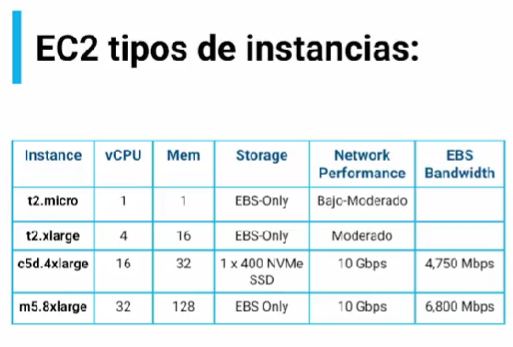 EC2 tipos de instancias:
Instance vCPU Mem Storage Network Performance EBS Bandwidth
t2.micro 1 1 EBS-Only Bajo-Moderado
t2.xlarge 4 16 EBS-Only Moderado
c5d.4xlarge 16 32 1 x 400 NVMe SSD 10 Gbps 4,750 Mbps
m5.8xlarge 32 128 EBS Only 10 Gbps 6,800 Mbps